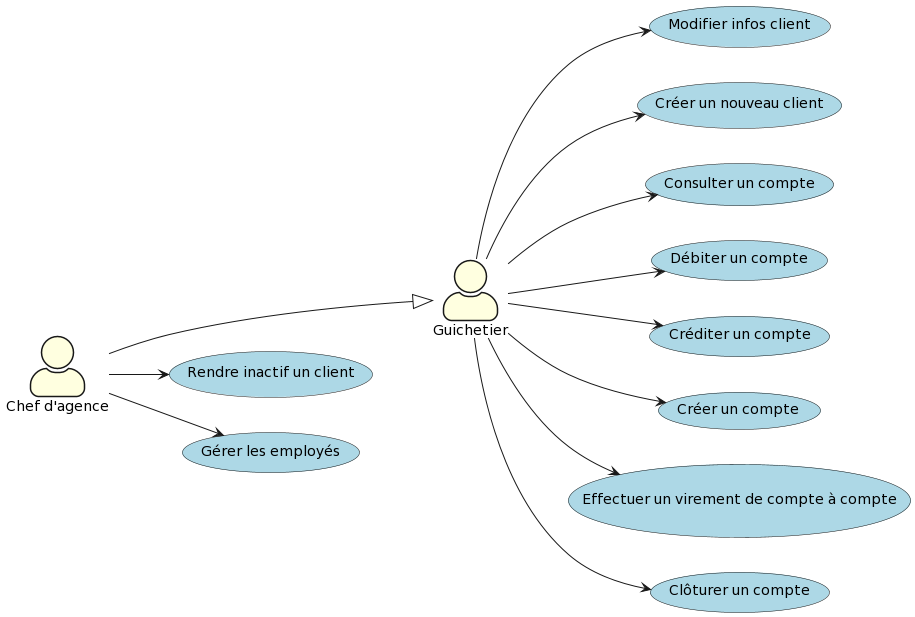 Modifier infos client
Créer un nouveau client
Consulter un compte
Débiter un compte
Guichetier
Créditer un compte
Rendre inactif un client
Chef d'agence
Créer un compte
Gérer les employés
Effectuer un virement de compte à compte
Clôturer un compte